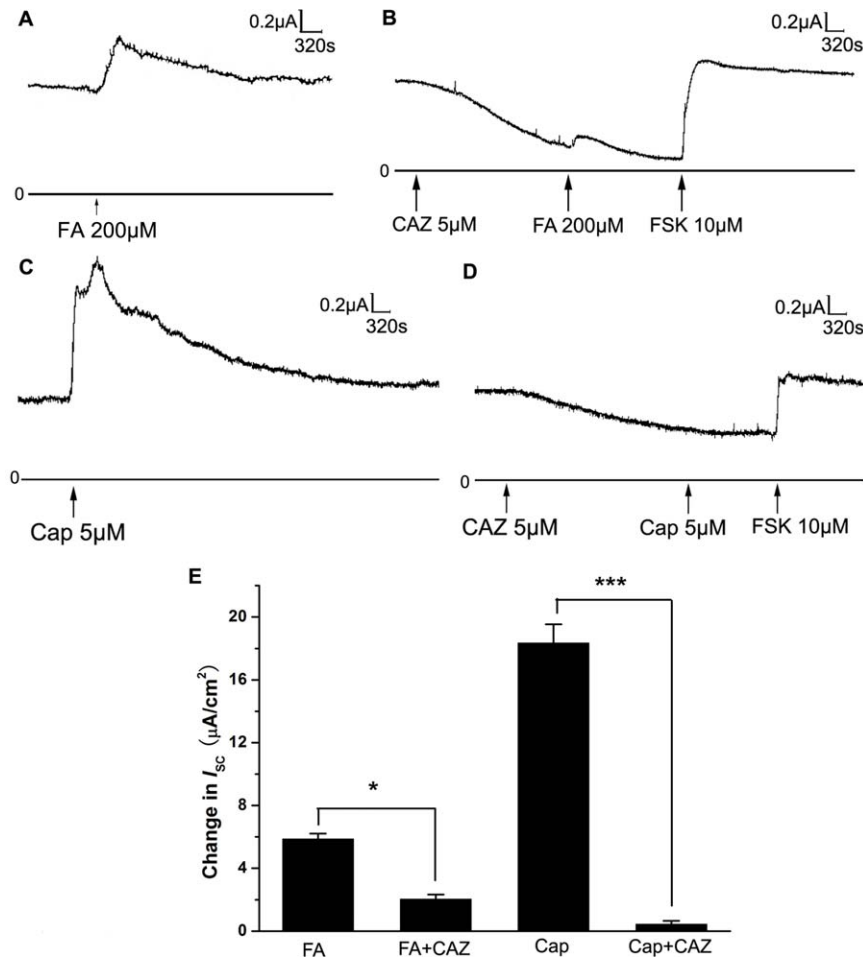 A
0.2µA
320s
0
FA 200µM
B
0.2µA
320s
0
CAZ 5µM FA 200µM FSK 10µM
C
0.2µA
320s
0
Cap 5µM
D
0.2µA
320s
0
CAZ 5µM Cap 5µM FSK 10µM
E
Change in ISC (µA/cm²)
20
16
12
8
4
0
*
***
FA FA+CAZ Cap Cap+CAZ